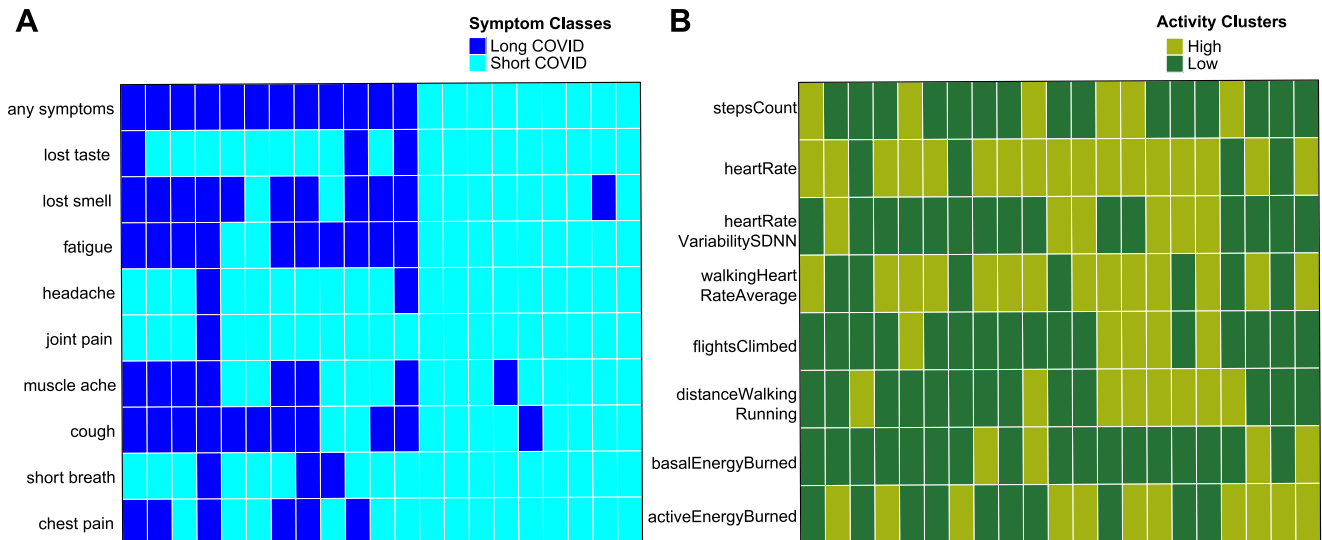 A
Symptom Classes
Long COVID
Short COVID
any symptoms
lost taste
lost smell
fatigue
headache
joint pain
muscle ache
cough
short breath
chest pain
B
Activity Clusters
High
Low
stepsCount
heartRate
heartRate
VariabilitySDNN
walkingHeart
RateAverage
flightsClimbed
distanceWalking
Running
basalEnergyBurned
activeEnergyBurned